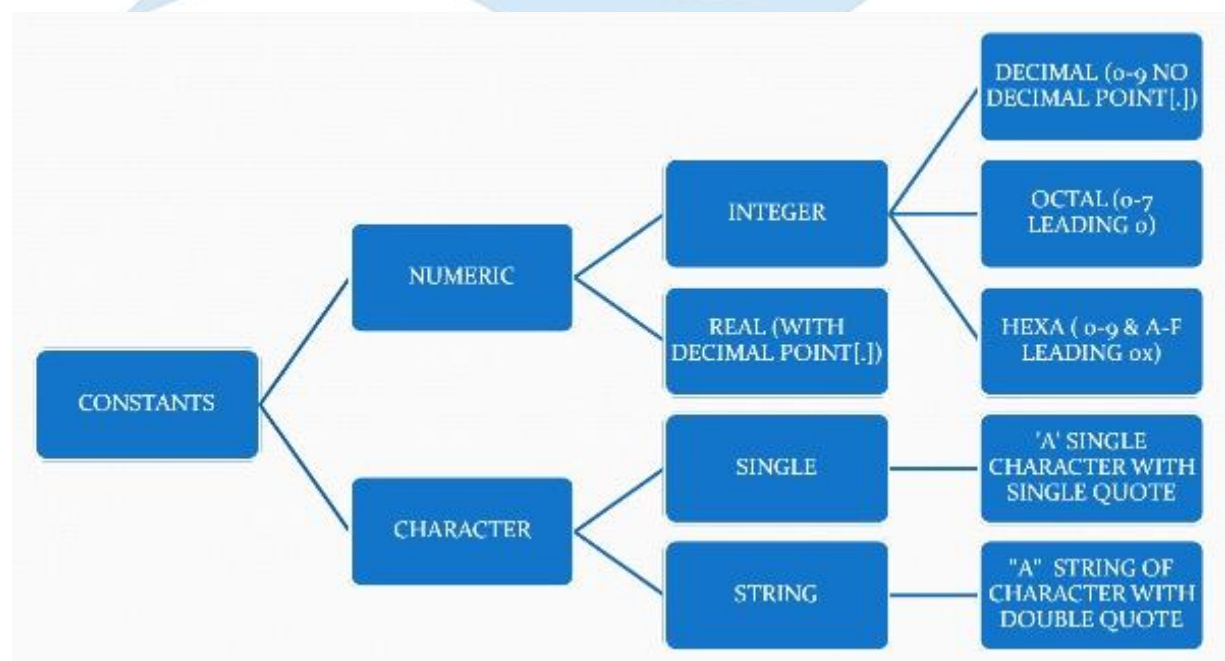 DECIMAL (0-9 NO
DECIMAL POINT[.])
INTEGER
OCTAL (0-7
LEADING 0)
NUMERIC
REAL (WITH
DECIMAL POINT[.])
HEXA ( 0-9 & A-F
LEADING 0X)
CONSTANTS
SINGLE
'A' SINGLE
CHARACTER WITH
SINGLE QUOTE
CHARACTER
STRING
"A" STRING OF
CHARACTER WITH
DOUBLE QUOTE